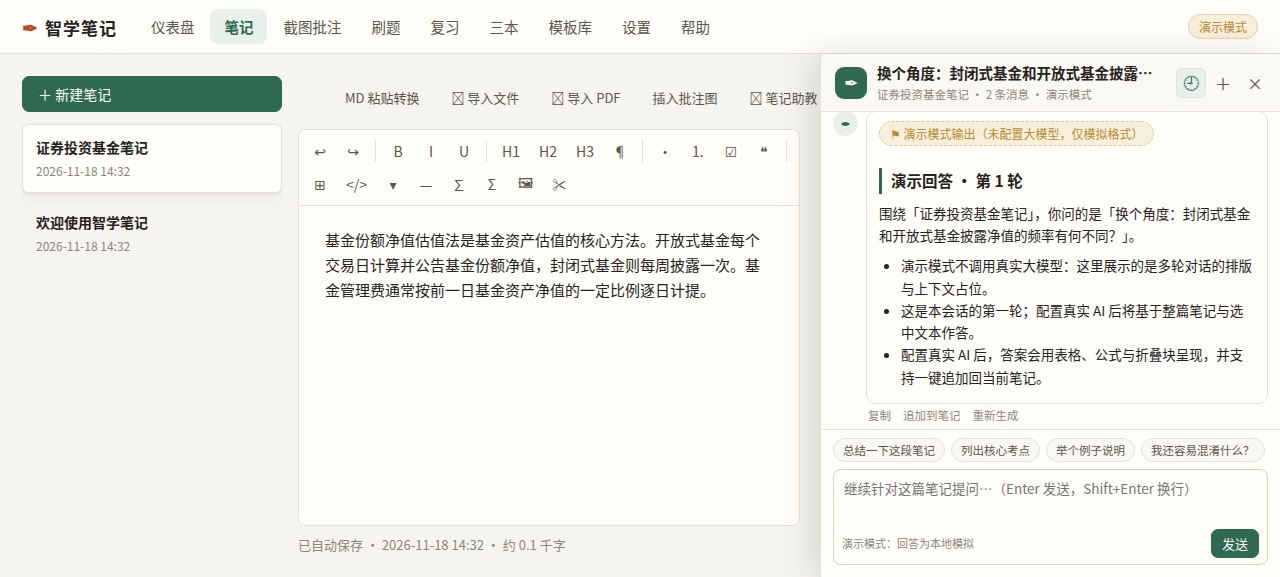 智学笔记
仪表盘
笔记
截图批注
刷题
复习
三本
模板库
设置
帮助
演示模式
＋ 新建笔记
证券投资基金笔记
2026-11-18 14:32
欢迎使用智学笔记
2026-11-18 14:32
MD 粘贴转换
导入文件
导入 PDF
插入批注图
笔记助教
B I U H1 H2 H3 ¶ • 1. ☑ ❝
⊞ </> ▾ — ∑ Σ
基金份额净值估值法是基金资产估值的核心方法。开放式基金每个
交易日计算并公告基金份额净值，封闭式基金则每周披露一次。基
金管理费通常按前一日基金资产净值的一定比例逐日计提。
已自动保存 · 2026-11-18 14:32 · 约 0.1 千字
换个角度：封闭式基金和开放式基金披露…
证券投资基金笔记 · 2 条消息 · 演示模式
演示模式输出（未配置大模型，仅模拟格式）
演示回答 · 第 1 轮
围绕「证券投资基金笔记」，你问的是「换个角度：封闭式基金
和开放式基金披露净值的频率有何不同？」。
• 演示模式不调用真实大模型：这里展示的是多轮对话的排版
与上下文占位。
• 这是本会话的第一轮；配置真实 AI 后将基于整篇笔记与选
中文本作答。
• 配置真实 AI 后，答案会用表格、公式与折叠块呈现，并支
持一键追加回当前笔记。
复制 追加到笔记 重新生成
总结一下这段笔记
列出核心考点
举个例子说明
我还容易混淆什么？
继续针对这篇笔记提问…（Enter 发送，Shift+Enter 换行）
演示模式：回答为本地模拟
发送